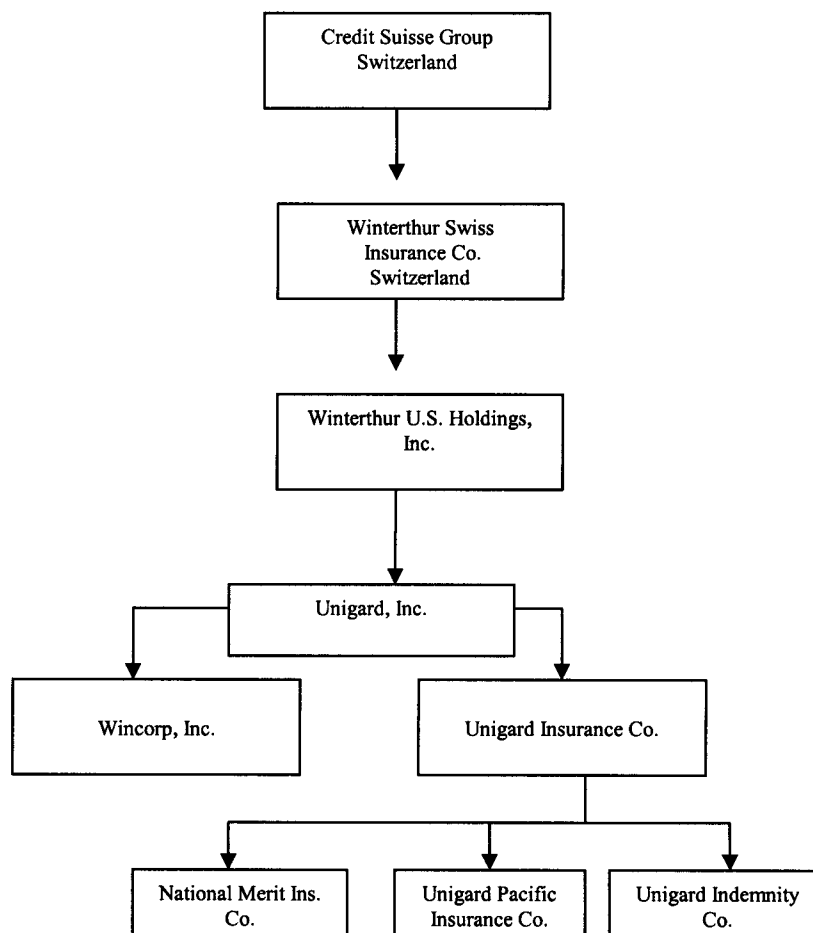 Credit Suisse Group
Switzerland
Winterthur Swiss
Insurance Co.
Switzerland
Winterthur U.S. Holdings,
Inc.
Unigard, Inc.
Wincorp, Inc.
Unigard Insurance Co.
National Merit Ins.
Co.
Unigard Pacific
Insurance Co.
Unigard Indemnity
Co.